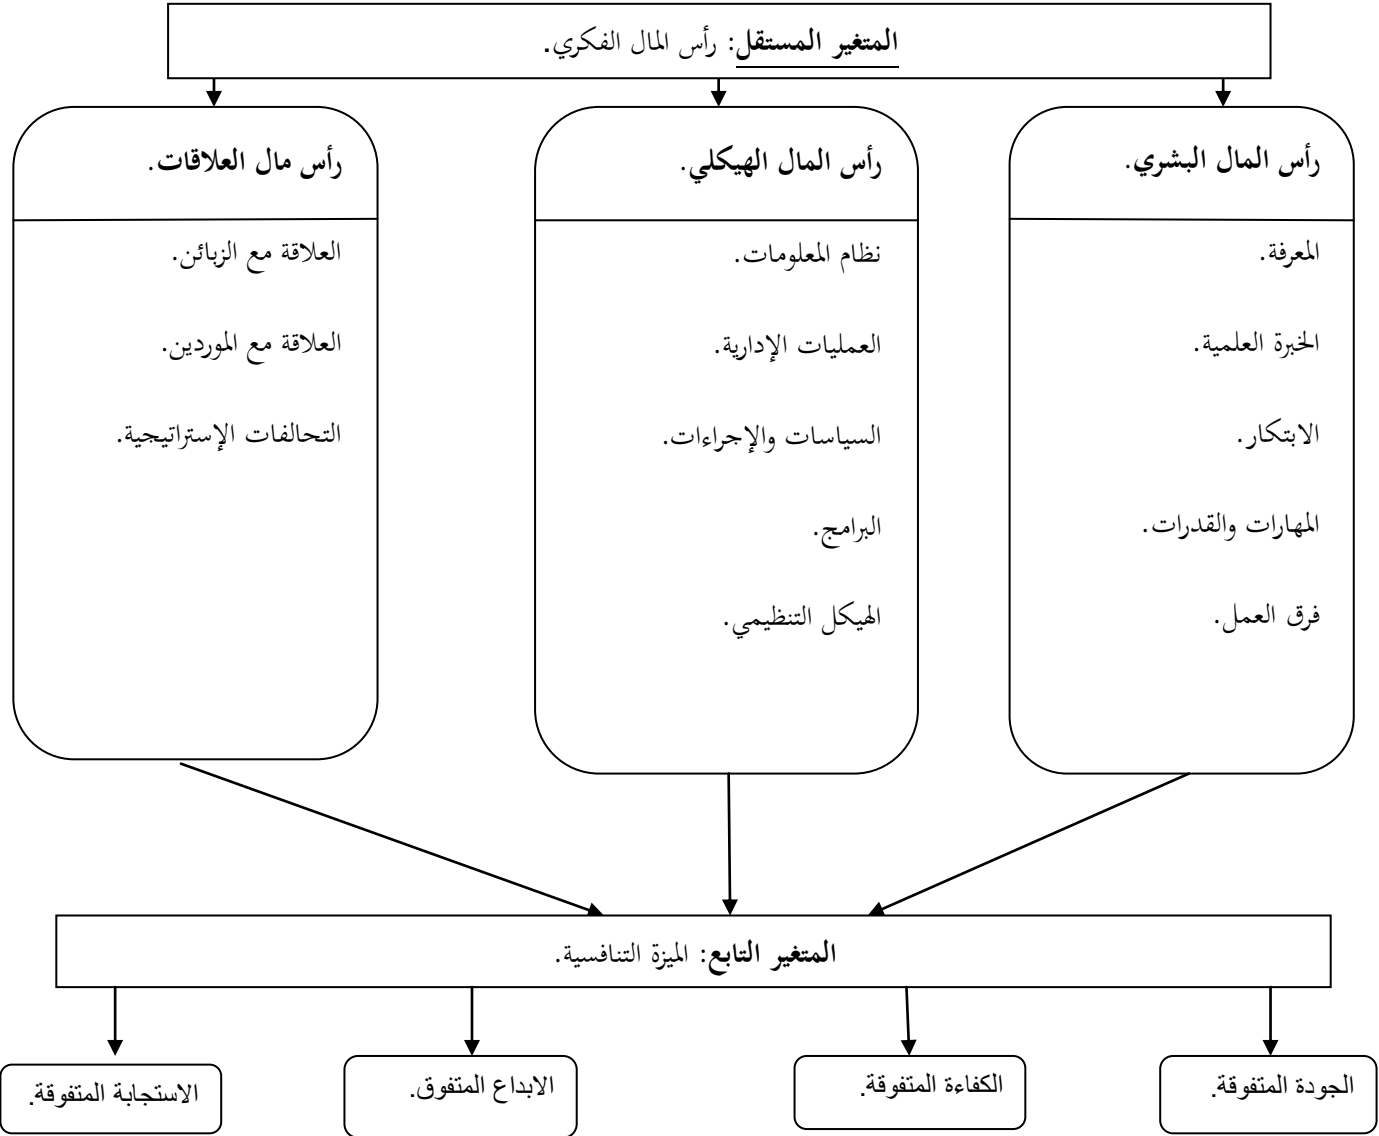 المتغير المستقل: رأس المال الفكري.
رأس المال البشري.
المعرفة.
الخبرة العلمية.
الابتكار.
المهارات والقدرات.
فرق العمل.
رأس المال الهيكلي.
نظام المعلومات.
العمليات الإدارية.
السياسات والإجراءات.
البرامج.
الهيكل التنظيمي.
رأس مال العلاقات.
العلاقة مع الزبائن.
العلاقة مع الموردين.
التحالفات الإستراتيجية.
المتغير التابع: الميزة التنافسية.
الجودة المتفوقة.
الكفاءة المتفوقة.
الابداع المتفوق.
الاستجابة المتفوقة.